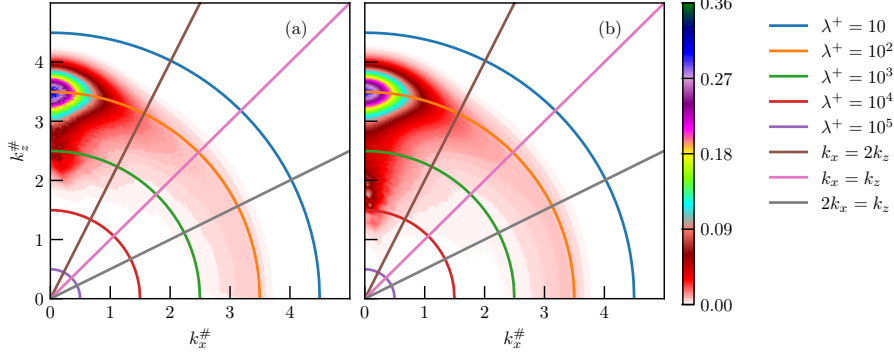 (a)
(b)
4
3
2
1
0
k_z^#
0
1
2
3
4
k_x^#
0
1
2
3
4
k_x^#
0.36
0.27
0.18
0.09
0.00
λ⁺ = 10
λ⁺ = 10²
λ⁺ = 10³
λ⁺ = 10⁴
λ⁺ = 10⁵
k_x = 2k_z
k_x = k_z
2k_x = k_z